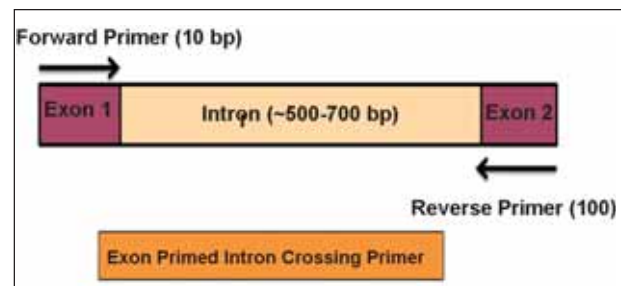 Forward Primer (10 bp)
Exon 1 Intron (~500-700 bp) Exon 2
Reverse Primer (100)
Exon Primed Intron Crossing Primer